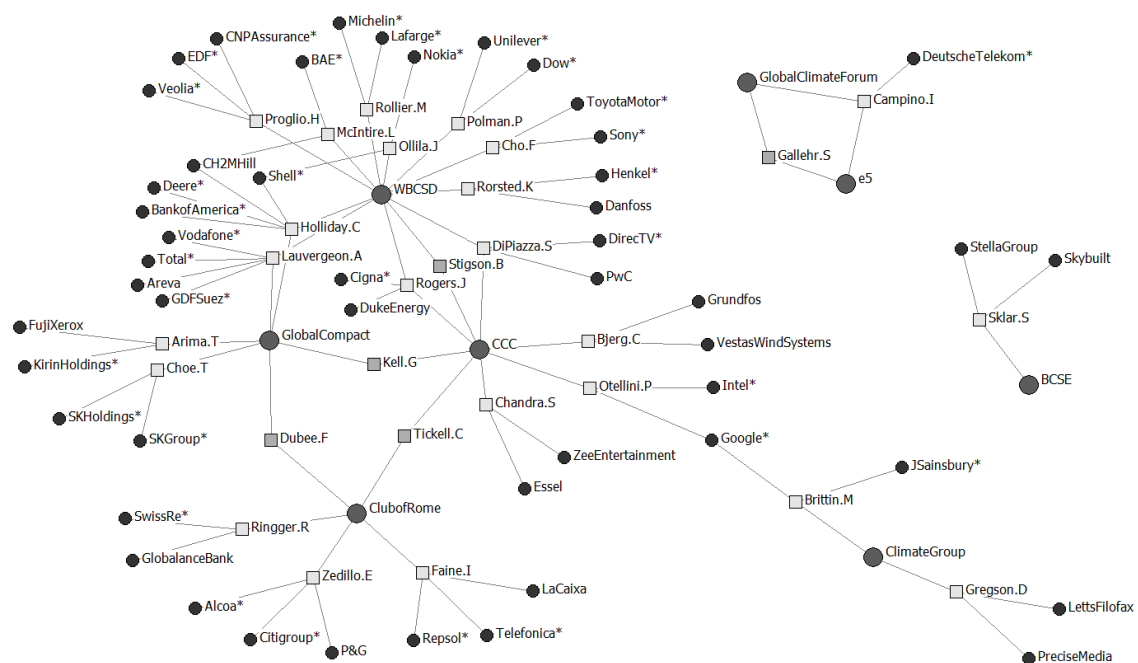 Michelin*
CNPAssurance*
Lafarge*
Unilever*
EDF*
BAE*
Nokia*
Dow*
DeutscheTelekom*
GlobalClimateForum
Veolia*
Rollier.M
ToyotaMotor*
Campino.I
Proglio.H
Polman.P
McIntire.L
Sony*
Ollila.J
Cho.F
Gallehr.S
CH2MHill
Shell*
Henkel*
e5
Deere*
WBCSD
Rorsted.K
BankofAmerica*
Danfoss
Holliday.C
Vodafone*
DiPiazza.S
DirecTV*
StellaGroup
Total*
Lauvergeon.A
Stigson.B
Skybuilt
Areva
Cigna*
Rogers.J
PwC
GDFSuez*
DukeEnergy
Grundfos
Sklar.S
FujiXerox
Arima.T
GlobalCompact
CCC
Bjerg.C
VestasWindSystems
KirinHoldings*
Choe.T
Kell.G
BCSE
Otellini.P
Intel*
Chandra.S
SKHoldings*
SKGroup*
Dubee.F
Tickell.C
Google*
ZeeEntertainment
JSainsbury*
Essel
Brittin.M
ClubofRome
SwissRe*
Ringger.R
GlobalanceBank
ClimateGroup
Zedillo.E
Faine.I
LaCaixa
Gregson.D
Alcoa*
LettsFilofax
Citigroup*
P&G
Repsol*
Telefonica*
PreciseMedia